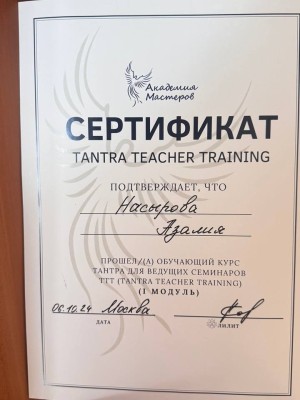 Академия
Мастеров
СЕРТИФИКАТ
TANTRA TEACHER TRAINING
ПОДТВЕРЖДАЕТ, ЧТО
Насырова
Азалия
ПРОШЕЛ/(А) ОБУЧАЮЩИЙ КУРС
ТАНТРА ДЛЯ ВЕДУЩИХ СЕМИНАРОВ
TTT (TANTRA TEACHER TRAINING)
(I МОДУЛЬ)
06.10.24 Москва
ДАТА ЛИЛИТ